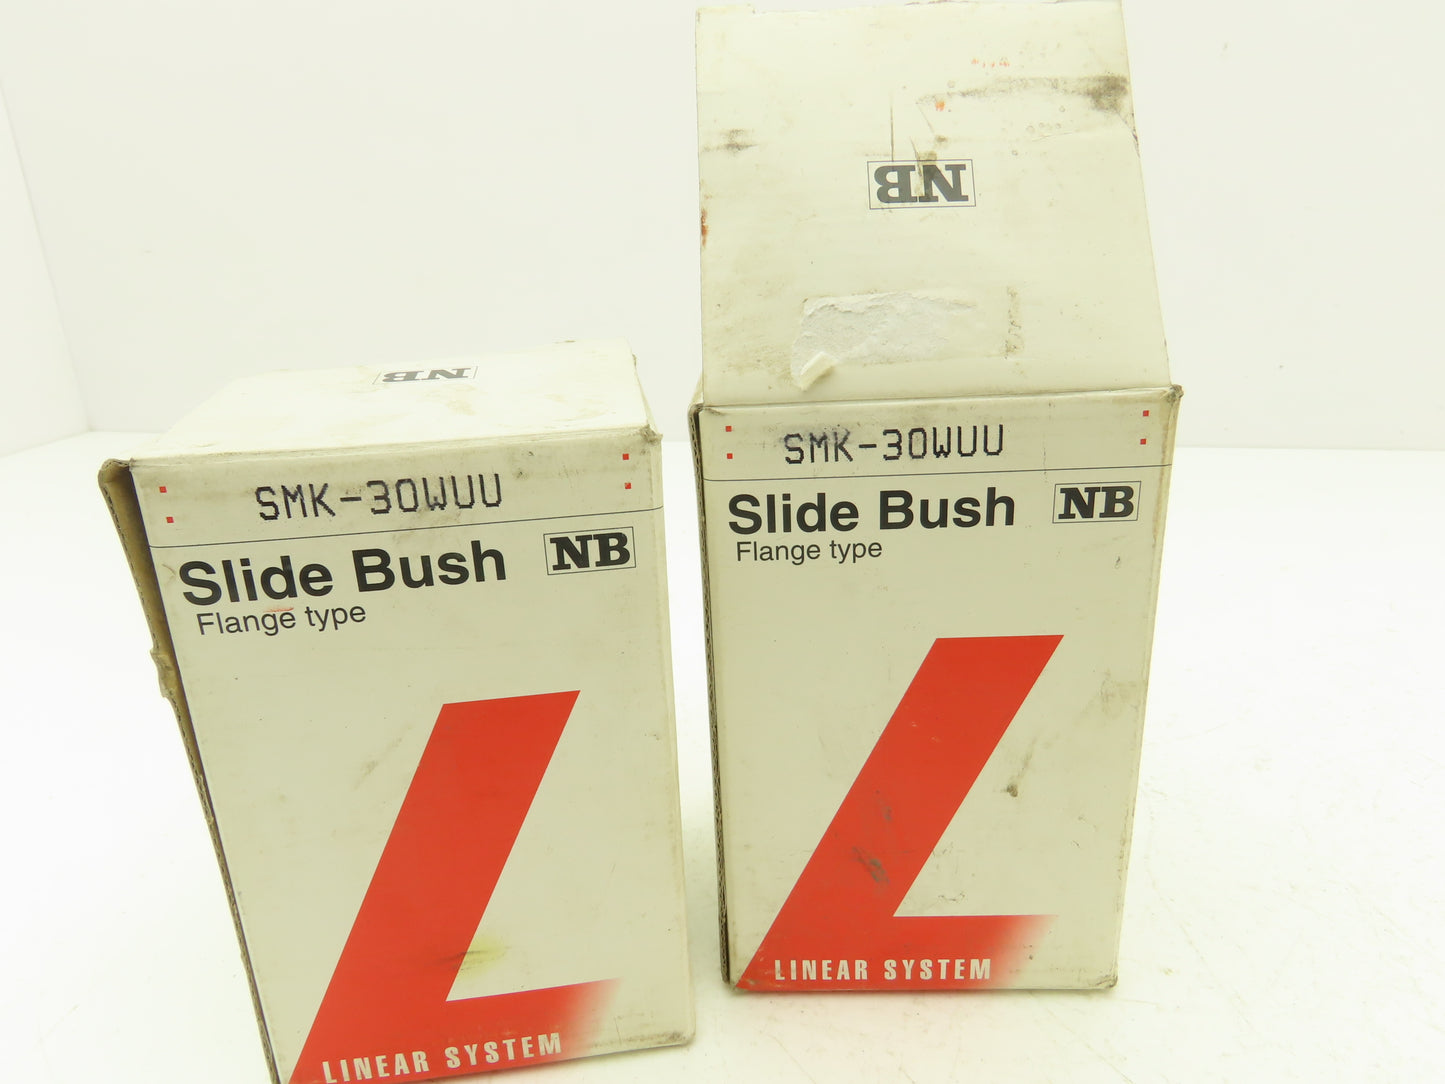 NB
SMK-30WUU
Slide Bush NB
Flange type
LINEAR SYSTEM
NB
SMK-30WUU
Slide Bush NB
Flange type
LINEAR SYSTEM